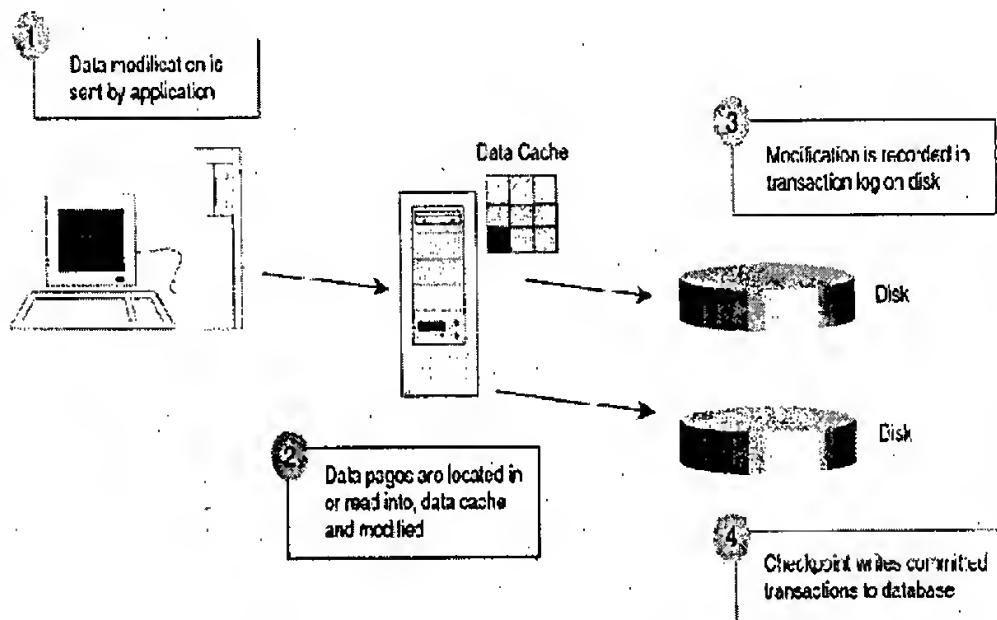 1
Data modification is
sent by application
Data Cache
3
Modification is recorded in
transaction log on disk
Disk
Disk
2
Data pages are located in
or read into, data cache
and modified
4
Checkpoint writes committed
transactions to database